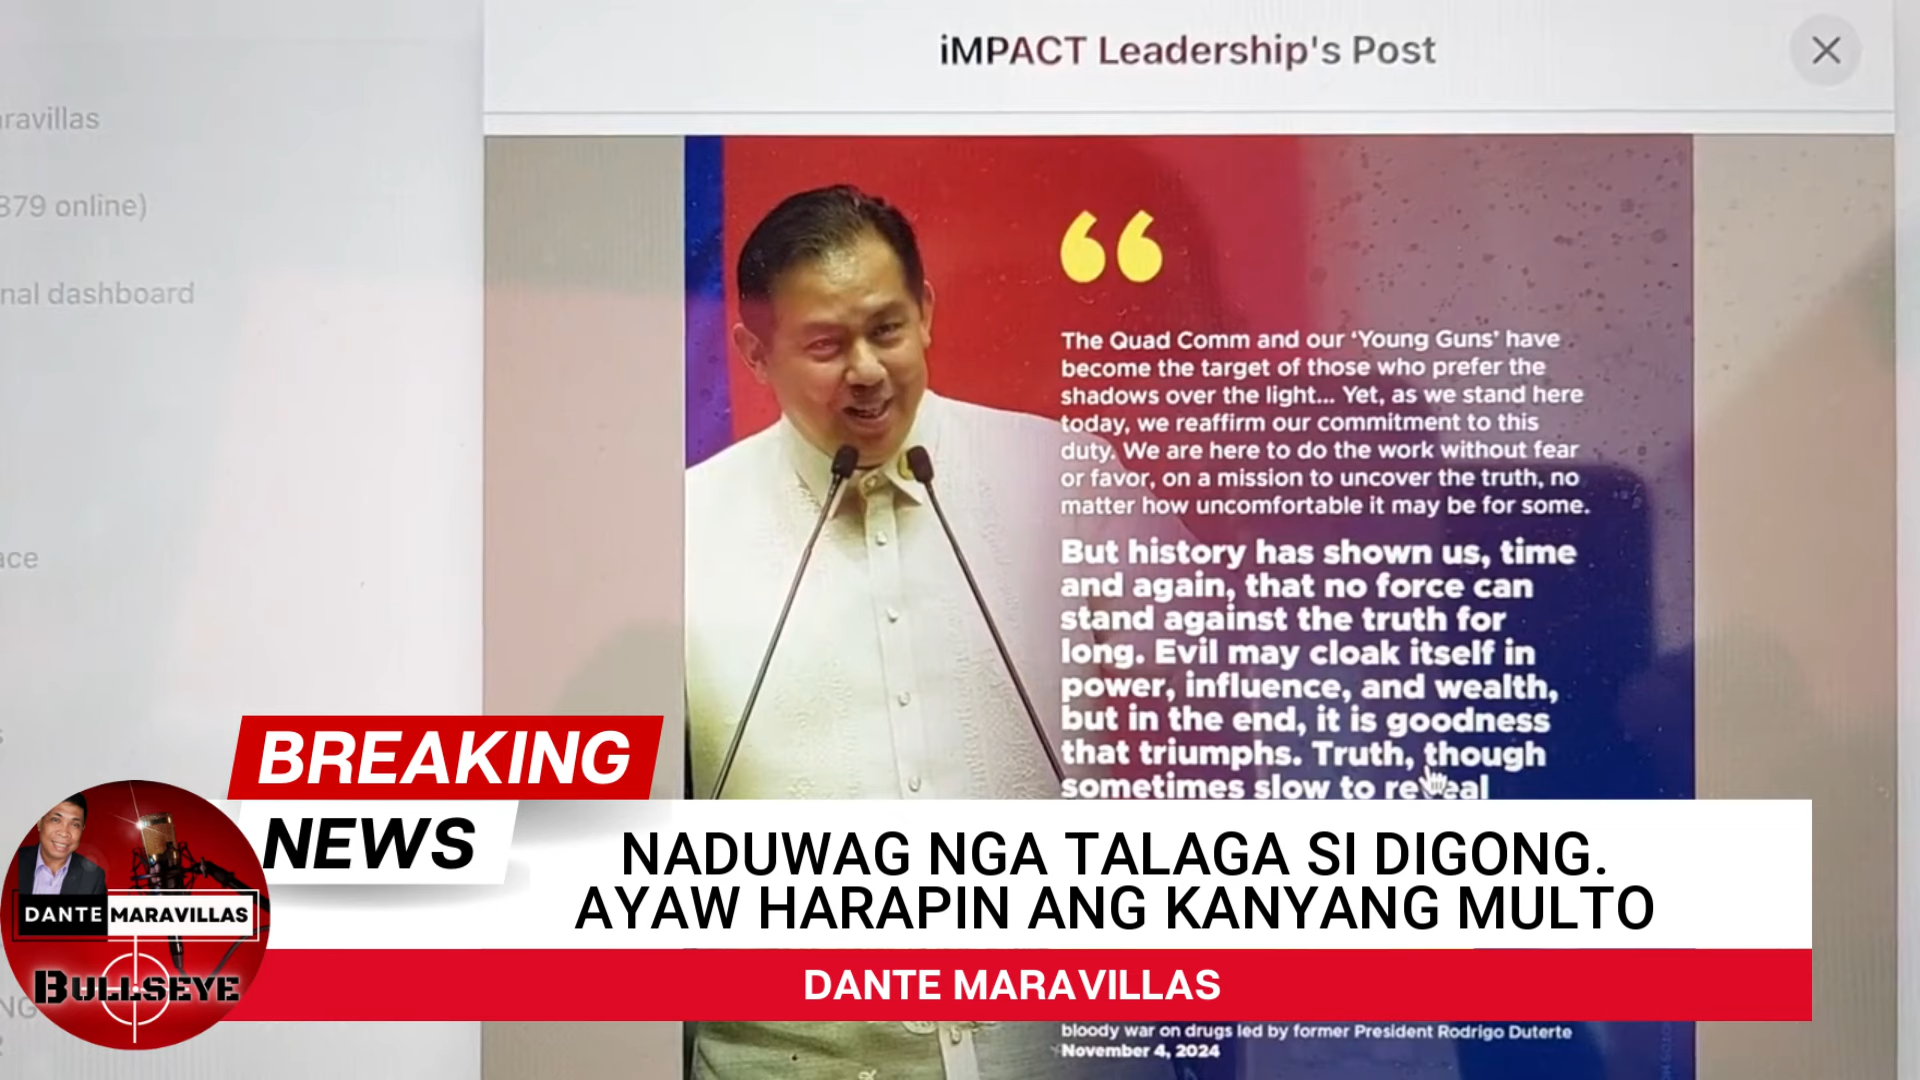 iMPACT Leadership's Post
ravillas
379 online)
nal dashboard
ace
The Quad Comm and our ‘Young Guns’ have
become the target of those who prefer the
shadows over the light... Yet, as we stand here
today, we reaffirm our commitment to this
duty. We are here to do the work without fear
or favor, on a mission to uncover the truth, no
matter how uncomfortable it may be for some.
But history has shown us, time
and again, that no force can
stand against the truth for
long. Evil may cloak itself in
power, influence, and wealth,
but in the end, it is goodness
that triumphs. Truth, though
sometimes slow to reveal
BREAKING
NEWS
NADUWAG NGA TALAGA SI DIGONG.
AYAW HARAPIN ANG KANYANG MULTO
DANTE MARAVILLAS
DANTE MARAVILLAS
BULLSEYE
NG
bloody war on drugs led by former President Rodrigo Duterte
November 4, 2024